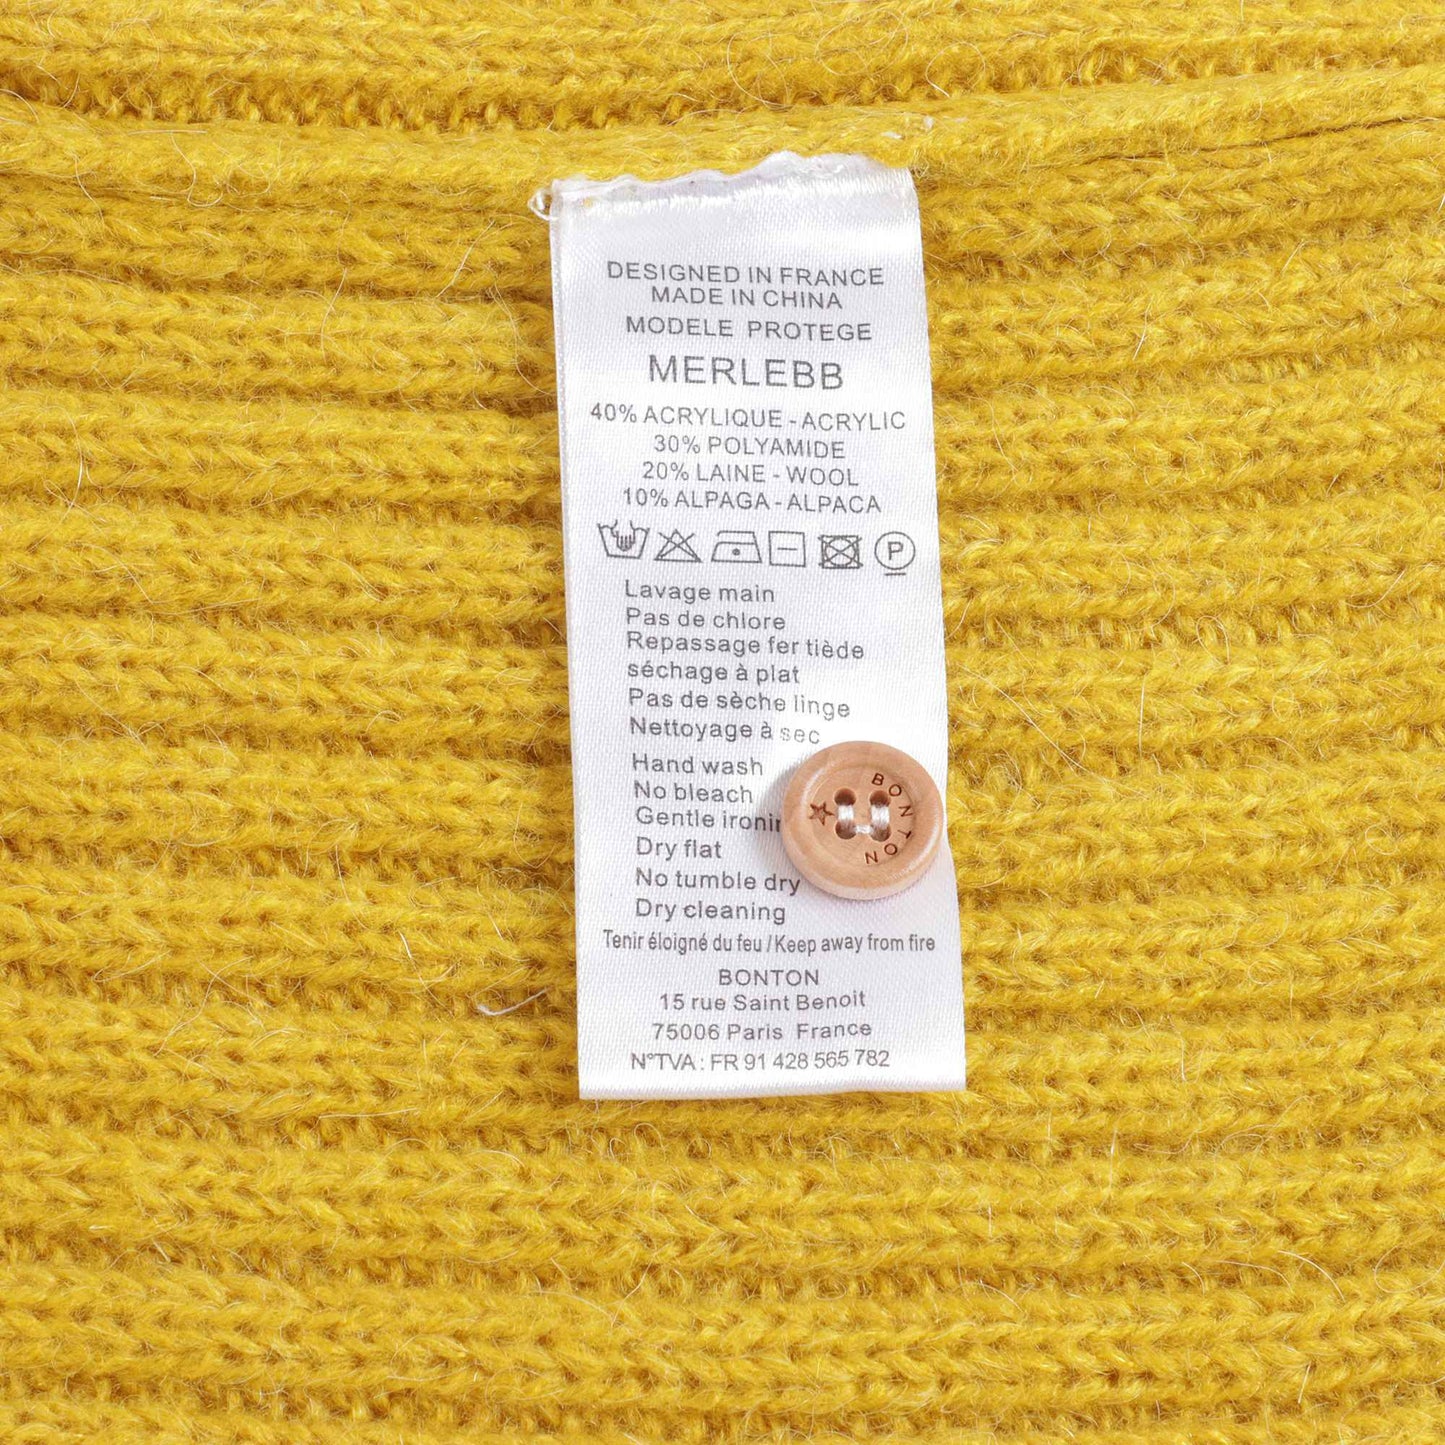 DESIGNED IN FRANCE
MADE IN CHINA
MODELE PROTEGE
MERLEBB
40% ACRYLIQUE - ACRYLIC
30% POLYAMIDE
20% LAINE - WOOL
10% ALPAGA - ALPACA
P
Lavage main
Pas de chlore
Repassage fer tiède
séchage à plat
Pas de sèche linge
Nettoyage à sec
Hand wash
No bleach
Gentle
Dry flat
No tumble dry
Dry cleaning
Tenir éloigné du feu / Keep away from fire
BONTON
15 rue Saint Benoit
75006 Paris France
N°TVA : FR 91 428 565 782
BONTON